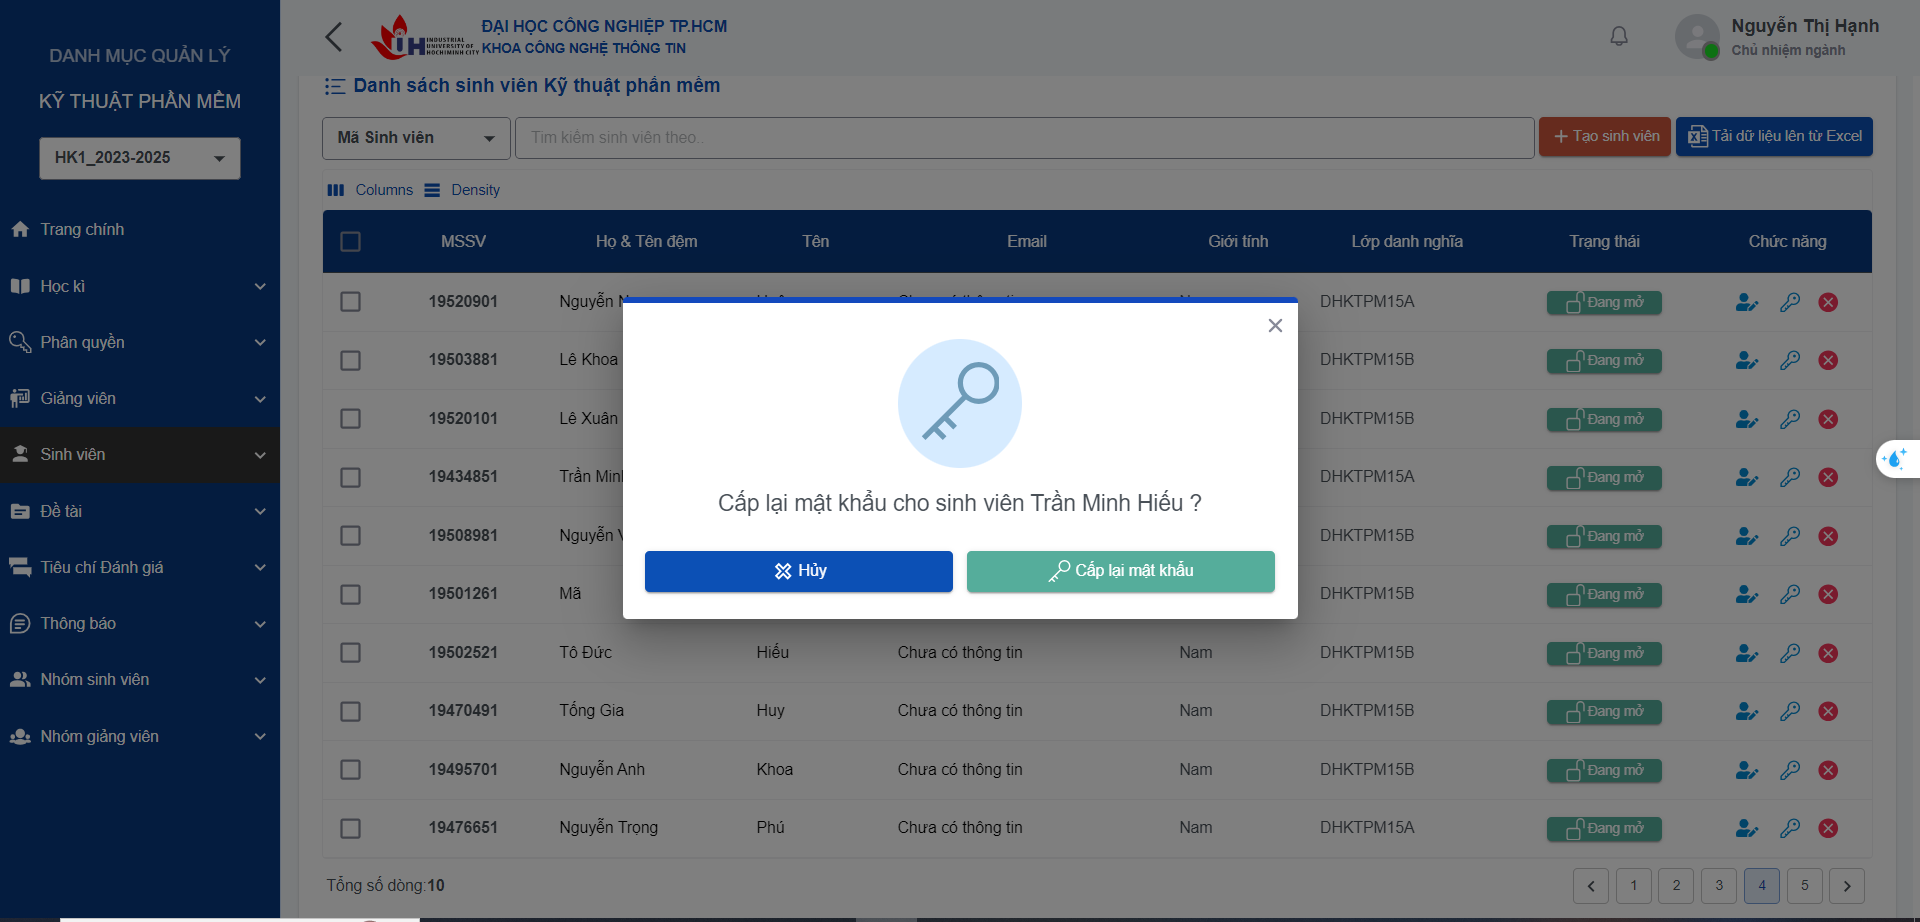 DANH MỤC QUẢN LÝ
KỸ THUẬT PHẦN MỀM
HK1_2023-2025
Trang chính
Học kì
Phân quyền
Giảng viên
Sinh viên
Đề tài
Tiêu chí Đánh giá
Thông báo
Nhóm sinh viên
Nhóm giảng viên
IUH INDUSTRIAL UNIVERSITY OF HOCHIMINH CITY
ĐẠI HỌC CÔNG NGHIỆP TP.HCM
KHOA CÔNG NGHỆ THÔNG TIN
Nguyễn Thị Hạnh
Chủ nhiệm ngành
Danh sách sinh viên Kỹ thuật phần mềm
Mã Sinh viên
Tìm kiếm sinh viên theo..
Tạo sinh viên
Tải dữ liệu lên từ Excel
Columns Density
MSSV Họ & Tên đệm Tên Email Giới tính Lớp danh nghĩa Trạng thái Chức năng
19520901 Nguyễn DHKTPM15A Đang mở
19503881 Lê Khoa DHKTPM15B Đang mở
19520101 Lê Xuân DHKTPM15B Đang mở
19434851 Trần Minh DHKTPM15A Đang mở
19508981 Nguyễn V DHKTPM15B Đang mở
19501261 Mã DHKTPM15B Đang mở
19502521 Tô Đức Hiếu Chưa có thông tin Nam DHKTPM15B Đang mở
19470491 Tống Gia Huy Chưa có thông tin Nam DHKTPM15B Đang mở
19495701 Nguyễn Anh Khoa Chưa có thông tin Nam DHKTPM15B Đang mở
19476651 Nguyễn Trọng Phú Chưa có thông tin Nam DHKTPM15A Đang mở
Cấp lại mật khẩu cho sinh viên Trần Minh Hiếu ?
Hủy
Cấp lại mật khẩu
Tổng số dòng:10
1 2 3 4 5